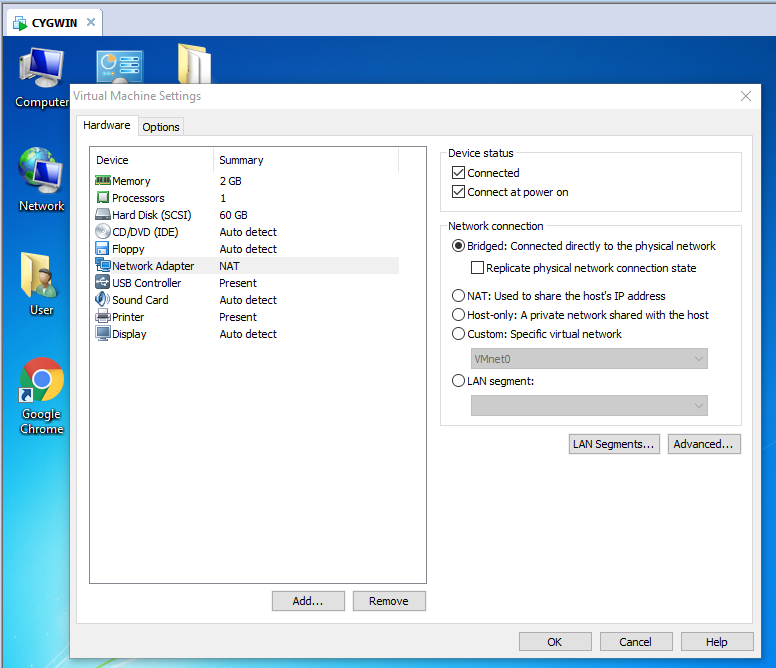 CYGWIN
Computer
Network
User
Google
Chrome
Virtual Machine Settings
Hardware
Options
Device Summary
Memory 2 GB
Processors 1
Hard Disk (SCSI) 60 GB
CD/DVD (IDE) Auto detect
Floppy Auto detect
Network Adapter NAT
USB Controller Present
Sound Card Auto detect
Printer Present
Display Auto detect
Add...
Remove
Device status
Connected
Connect at power on
Network connection
Bridged: Connected directly to the physical network
Replicate physical network connection state
NAT: Used to share the host's IP address
Host-only: A private network shared with the host
Custom: Specific virtual network
VMnet0
LAN segment:
LAN Segments...
Advanced...
OK
Cancel
Help